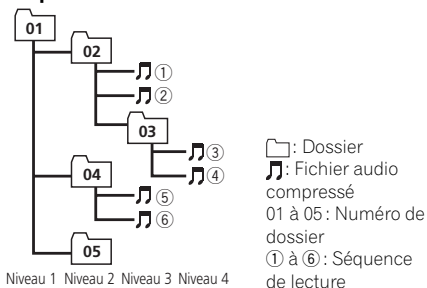 01
02
①
②
03
③
④
04
⑤
⑥
05
Niveau 1 Niveau 2 Niveau 3 Niveau 4
: Dossier
: Fichier audio
compressé
01 à 05 : Numéro de
dossier
① à ⑥ : Séquence
de lecture